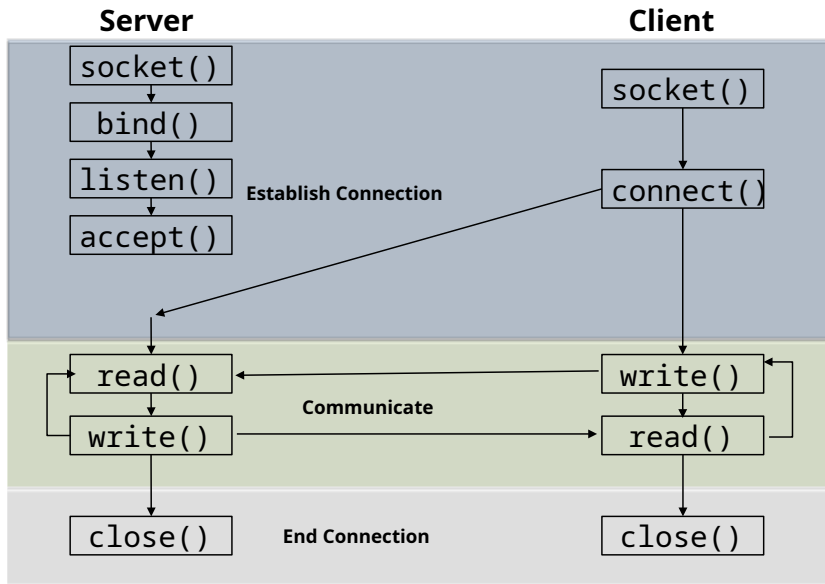 Server
Client
socket()
socket()
bind()
listen()
Establish Connection
connect()
accept()
read()
write()
Communicate
write()
read()
close()
End Connection
close()